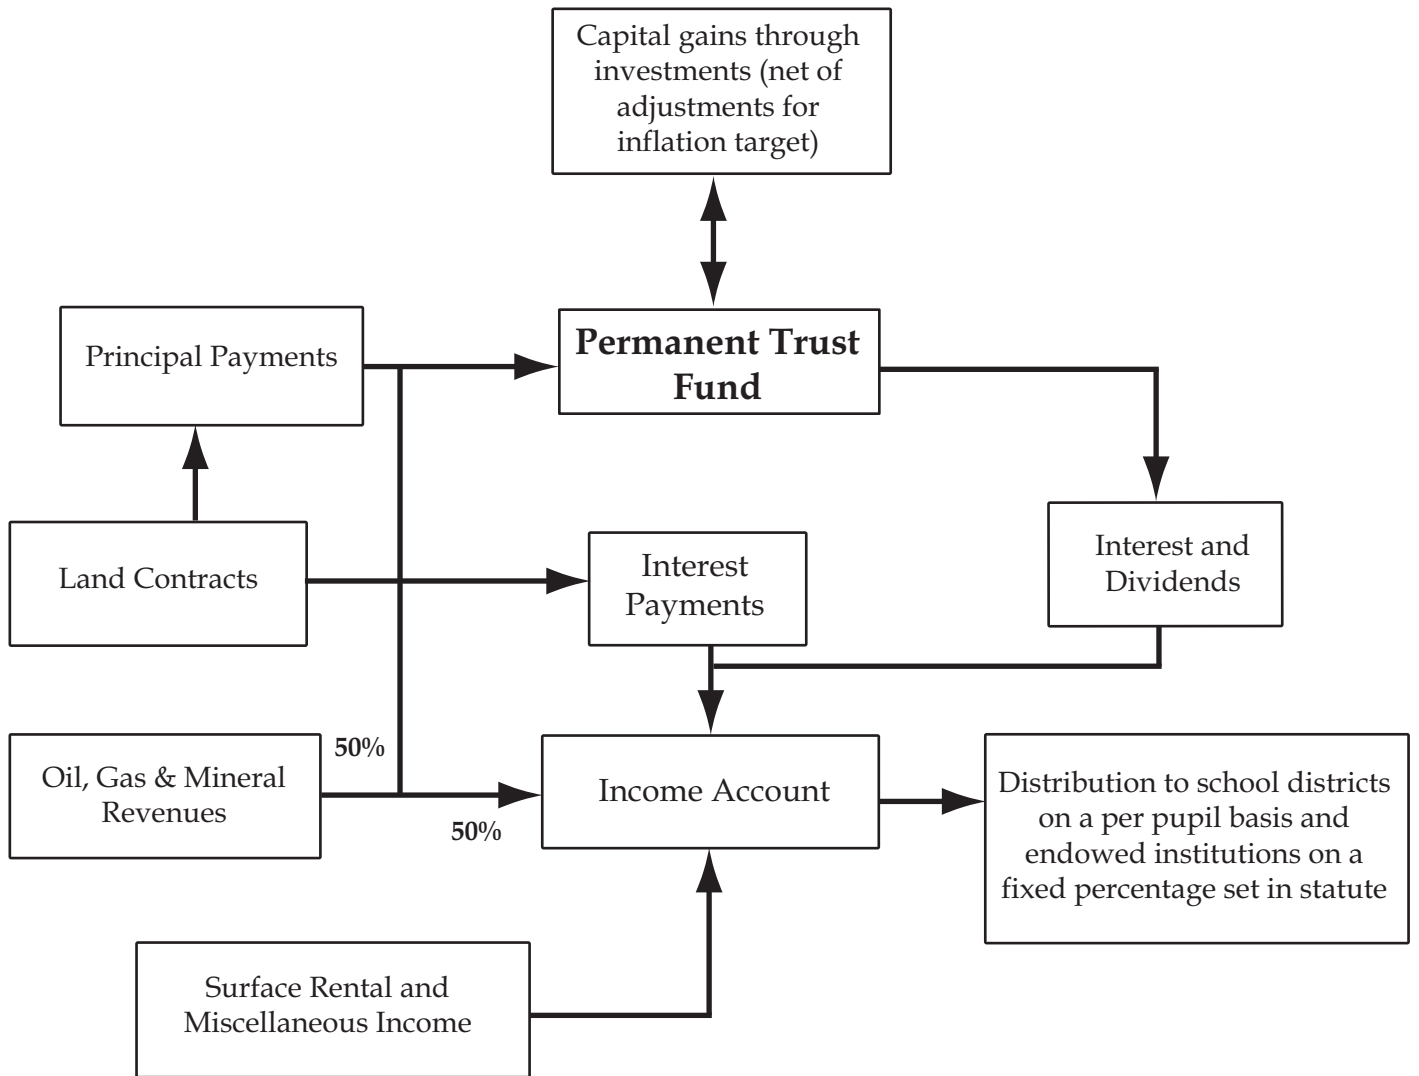 Capital gains through
investments (net of
adjustments for
inflation target)
Principal Payments
Permanent Trust
Fund
Land Contracts
Interest
Payments
Interest and
Dividends
Oil, Gas & Mineral
Revenues
50%
50%
Income Account
Distribution to school districts
on a per pupil basis and
endowed institutions on a
fixed percentage set in statute
Surface Rental and
Miscellaneous Income